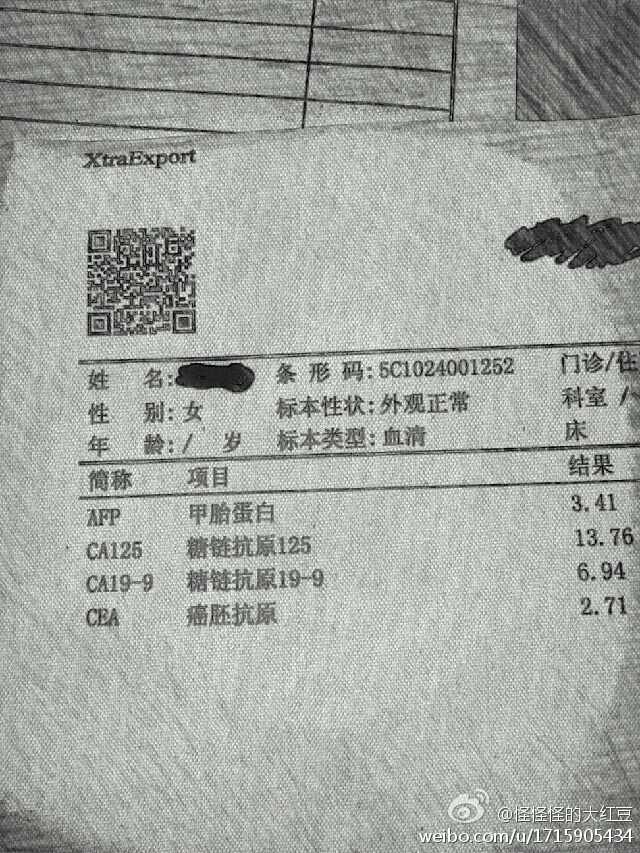 XtraExport
姓 名: 条 形 码:5C1024001252 门诊/住
性 别:女 标本性状:外观正常 科室 /
年 龄:/ 岁 标本类型:血清 床
简称 项目 结果
AFP 甲胎蛋白 3.41
CA125 糖链抗原125 13.76
CA19-9 糖链抗原19-9 6.94
CEA 癌胚抗原 2.71
@怪怪怪的大红豆
weibo.com/u/1715905434